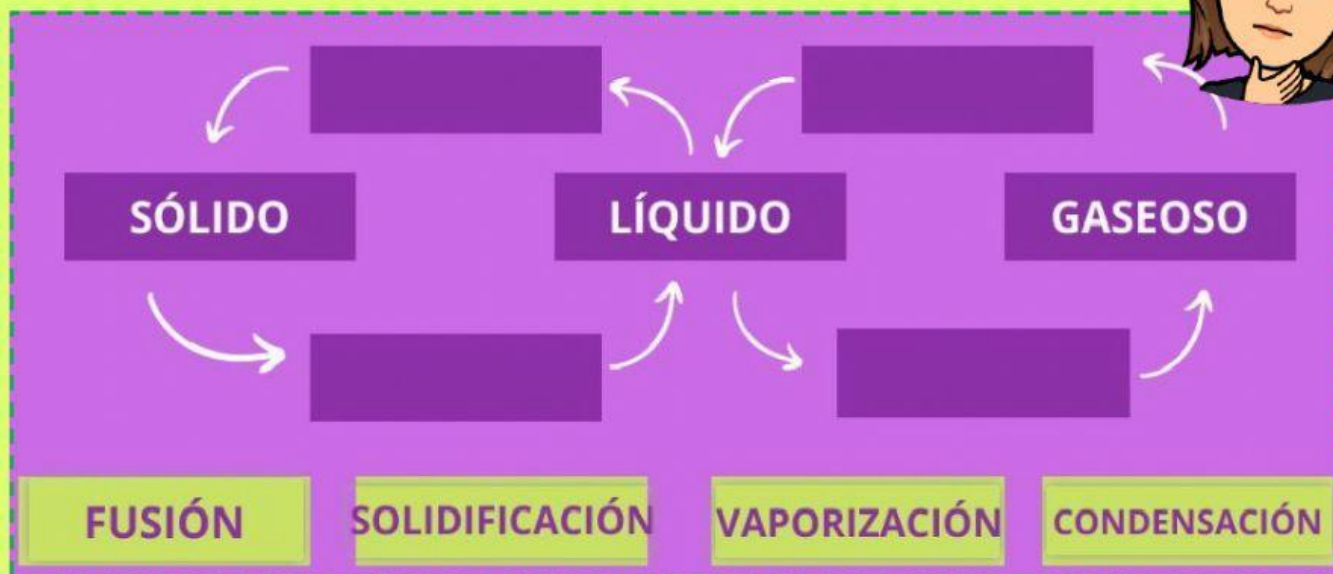 SÓLIDO
LÍQUIDO
GASEOSO
FUSIÓN
SOLIDIFICACIÓN
VAPORIZACIÓN
CONDENSACIÓN